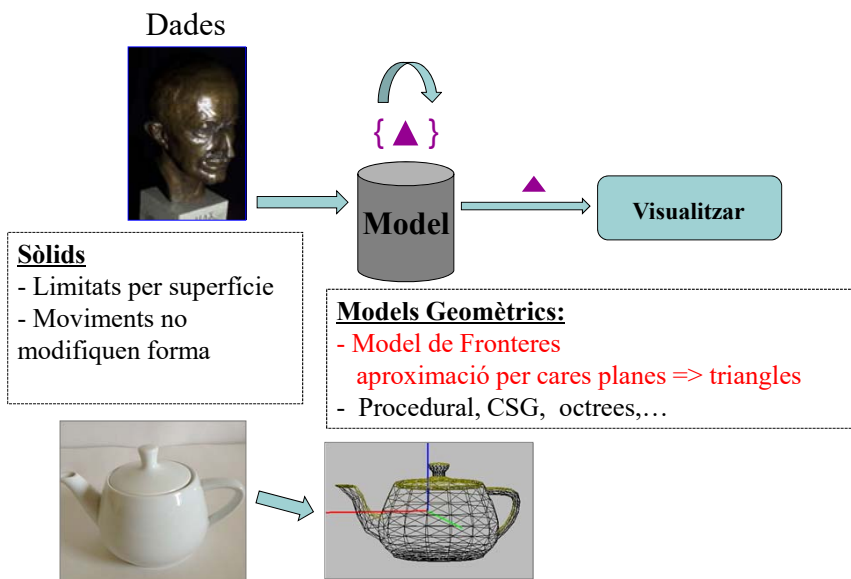 Dades
{ ▲ }
Model
Visualitzar
Sòlids
- Limitats per superfície
- Moviments no
modifiquen forma
Models Geomètrics:
- Model de Fronteres
aproximació per cares planes => triangles
- Procedural, CSG, octrees,…